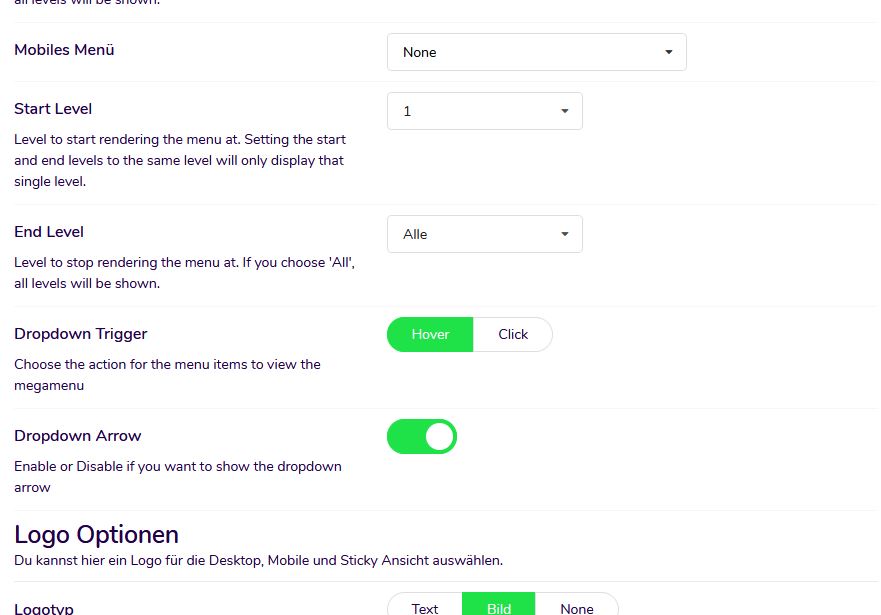 all levels will be shown.
Mobiles Menü
None
Start Level
1
Level to start rendering the menu at. Setting the start
and end levels to the same level will only display that
single level.
End Level
Alle
Level to stop rendering the menu at. If you choose 'All',
all levels will be shown.
Dropdown Trigger
Hover
Click
Choose the action for the menu items to view the
megamenu
Dropdown Arrow
Enable or Disable if you want to show the dropdown
arrow
Logo Optionen
Du kannst hier ein Logo für die Desktop, Mobile und Sticky Ansicht auswählen.
Logotyp
Text
Bild
None